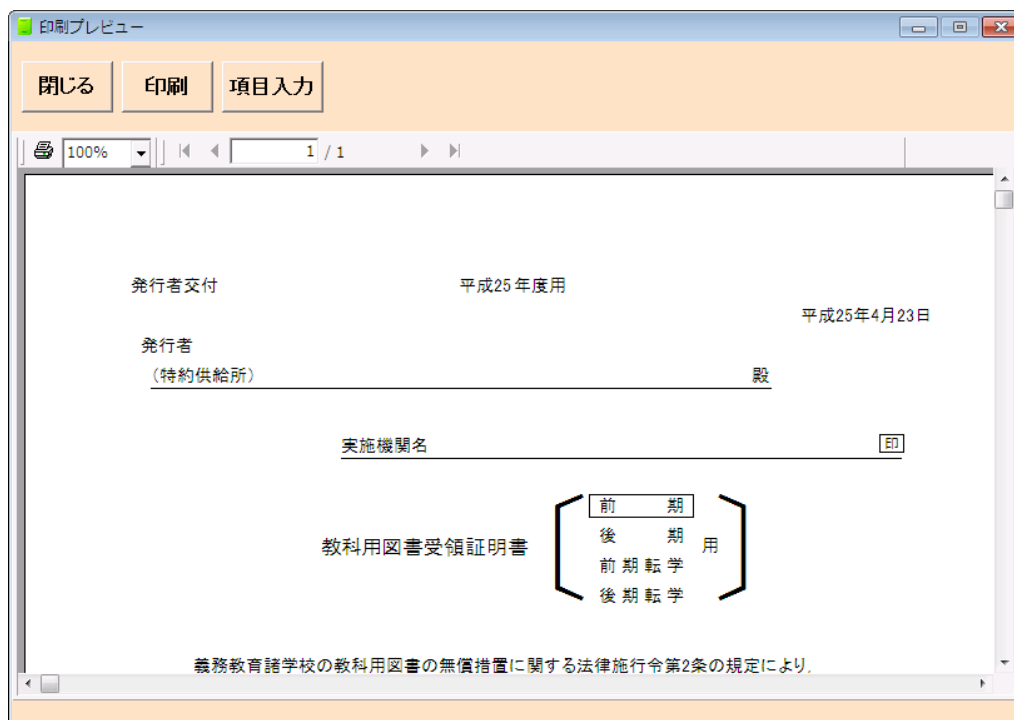 印刷プレビュー
閉じる 印刷 項目入力
100% 1 / 1
発行者交付 平成25年度用
平成25年4月23日
発行者
(特約供給所) 殿
実施機関名 印
前 期
後 期
教科用図書受領証明書 用
前期転学
後期転学
義務教育諸学校の教科用図書の無償措置に関する法律施行令第2条の規定により,